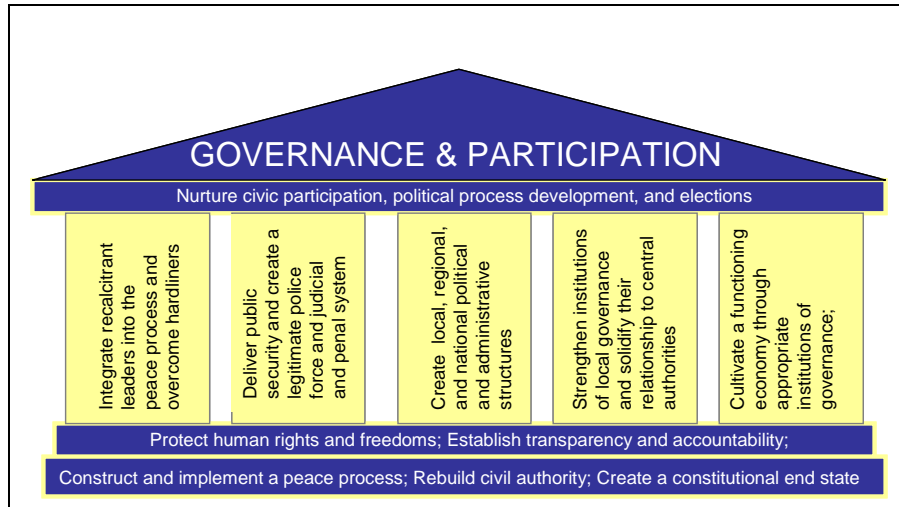 GOVERNANCE & PARTICIPATION
Nurture civic participation, political process development, and elections
Integrate recalcitrant
leaders into the
peace process and
overcome hardliners
Deliver public
security and create a
legitimate police
force and judicial
and penal system
Create local, regional,
and national political
and administrative
structures
Strengthen institutions
of local governance
and solidify their
relationship to central
authorities
Cultivate a functioning
economy through
appropriate
institutions of
governance;
Protect human rights and freedoms; Establish transparency and accountability;
Construct and implement a peace process; Rebuild civil authority; Create a constitutional end state